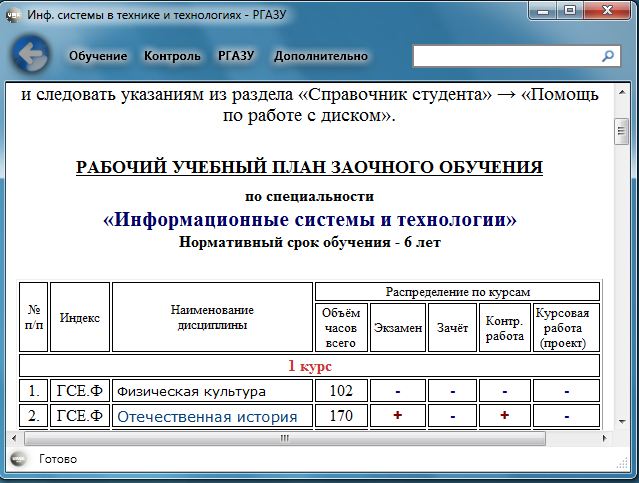 Инф. системы в технике и технологиях - РГАЗУ
Обучение Контроль РГАЗУ Дополнительно
и следовать указаниям из раздела «Справочник студента» → «Помощь
по работе с диском».
РАБОЧИЙ УЧЕБНЫЙ ПЛАН ЗАОЧНОГО ОБУЧЕНИЯ
по специальности
«Информационные системы и технологии»
Нормативный срок обучения - 6 лет
№ п/п Индекс Наименование дисциплины Распределение по курсам
Объём часов всего Экзамен Зачёт Контр. работа Курсовая работа (проект)
1 курс
1. ГСЕ.Ф Физическая культура 102 - - - -
2. ГСЕ.Ф Отечественная история 170 + - + -
Готово